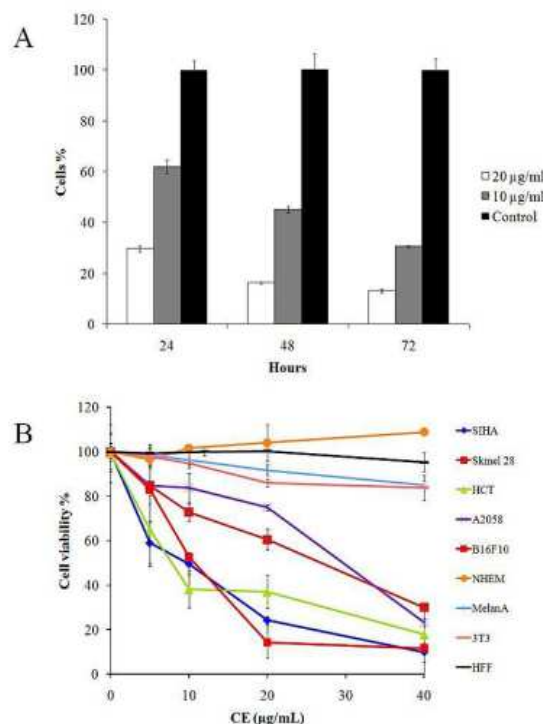 A
120
100
80
60
40
20
0
Cells %
24 48 72
Hours
20 µg/ml
10 µg/ml
Control
B
120
100
80
60
40
20
0
Cell viability %
0 10 20 30 40
CE (µg/mL)
SIHA
Skmel 28
HCT
A2058
B16F10
NHEM
MelanA
3T3
HFF